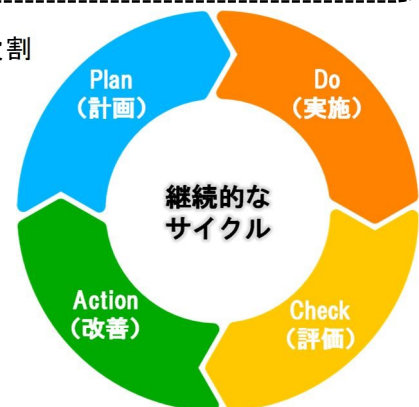 割
Plan
（計画）
Do
（実施）
継続的な
サイクル
Action
（改善）
Check
（評価）